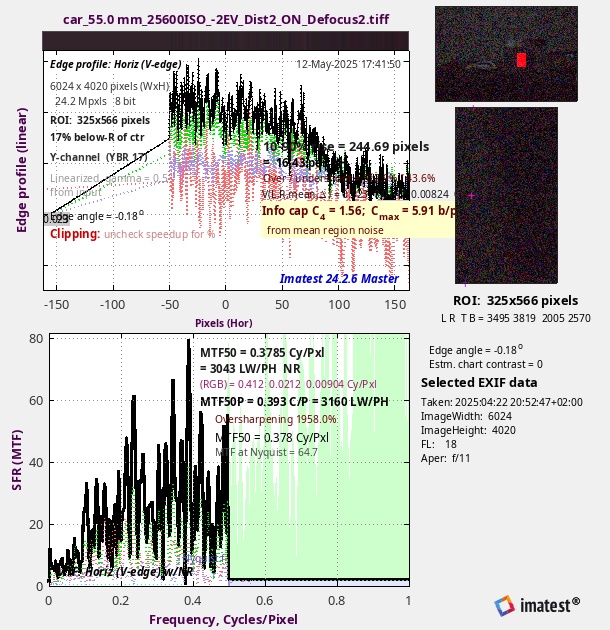 car_55.0 mm_25600ISO_-2EV_Dist2_ON_Defocus2.tiff
Edge profile: Horiz (V-edge)
12-May-2025 17:41:50
6024 x 4020 pixels (WxH)
24.2 Mpxls 8 bit
ROI: 325x566 pixels
17% below-R of ctr
Y-channel (YBR 17)
Linearized, gamma = 0.5
from input
10-90% rise = 244.69 pixels
= 16.43
0.00824
Info cap C4 = 1.56; Cmax = 5.91 b/p
from mean region noise
0.029
Edge angle = -0.18°
Clipping: uncheck speedup for %
Imatest 24.2.6 Master
Edge profile (linear)
-150 -100 -50 0 50 100 150
Pixels (Hor)
ROI: 325x566 pixels
L R T B = 3495 3819 2005 2570
Edge angle = -0.18°
Estm. chart contrast = 0
Selected EXIF data
Taken: 2025:04:22 20:52:47+02:00
ImageWidth: 6024
ImageHeight: 4020
FL: 18
Aper: f/11
80
60
40
20
0
SFR (MTF)
MTF50 = 0.3785 Cy/Pxl
= 3043 LW/PH NR
(RGB) = 0.412 0.0212 0.00904 Cy/Pxl
MTF50P = 0.393 C/P = 3160 LW/PH
Oversharpening 1958.0%
MTF50 = 0.378 Cy/Pxl
MTF at Nyquist = 64.7
Horiz (V-edge) w/NR
0 0.2 0.4 0.6 0.8 1
Frequency, Cycles/Pixel
imatest®